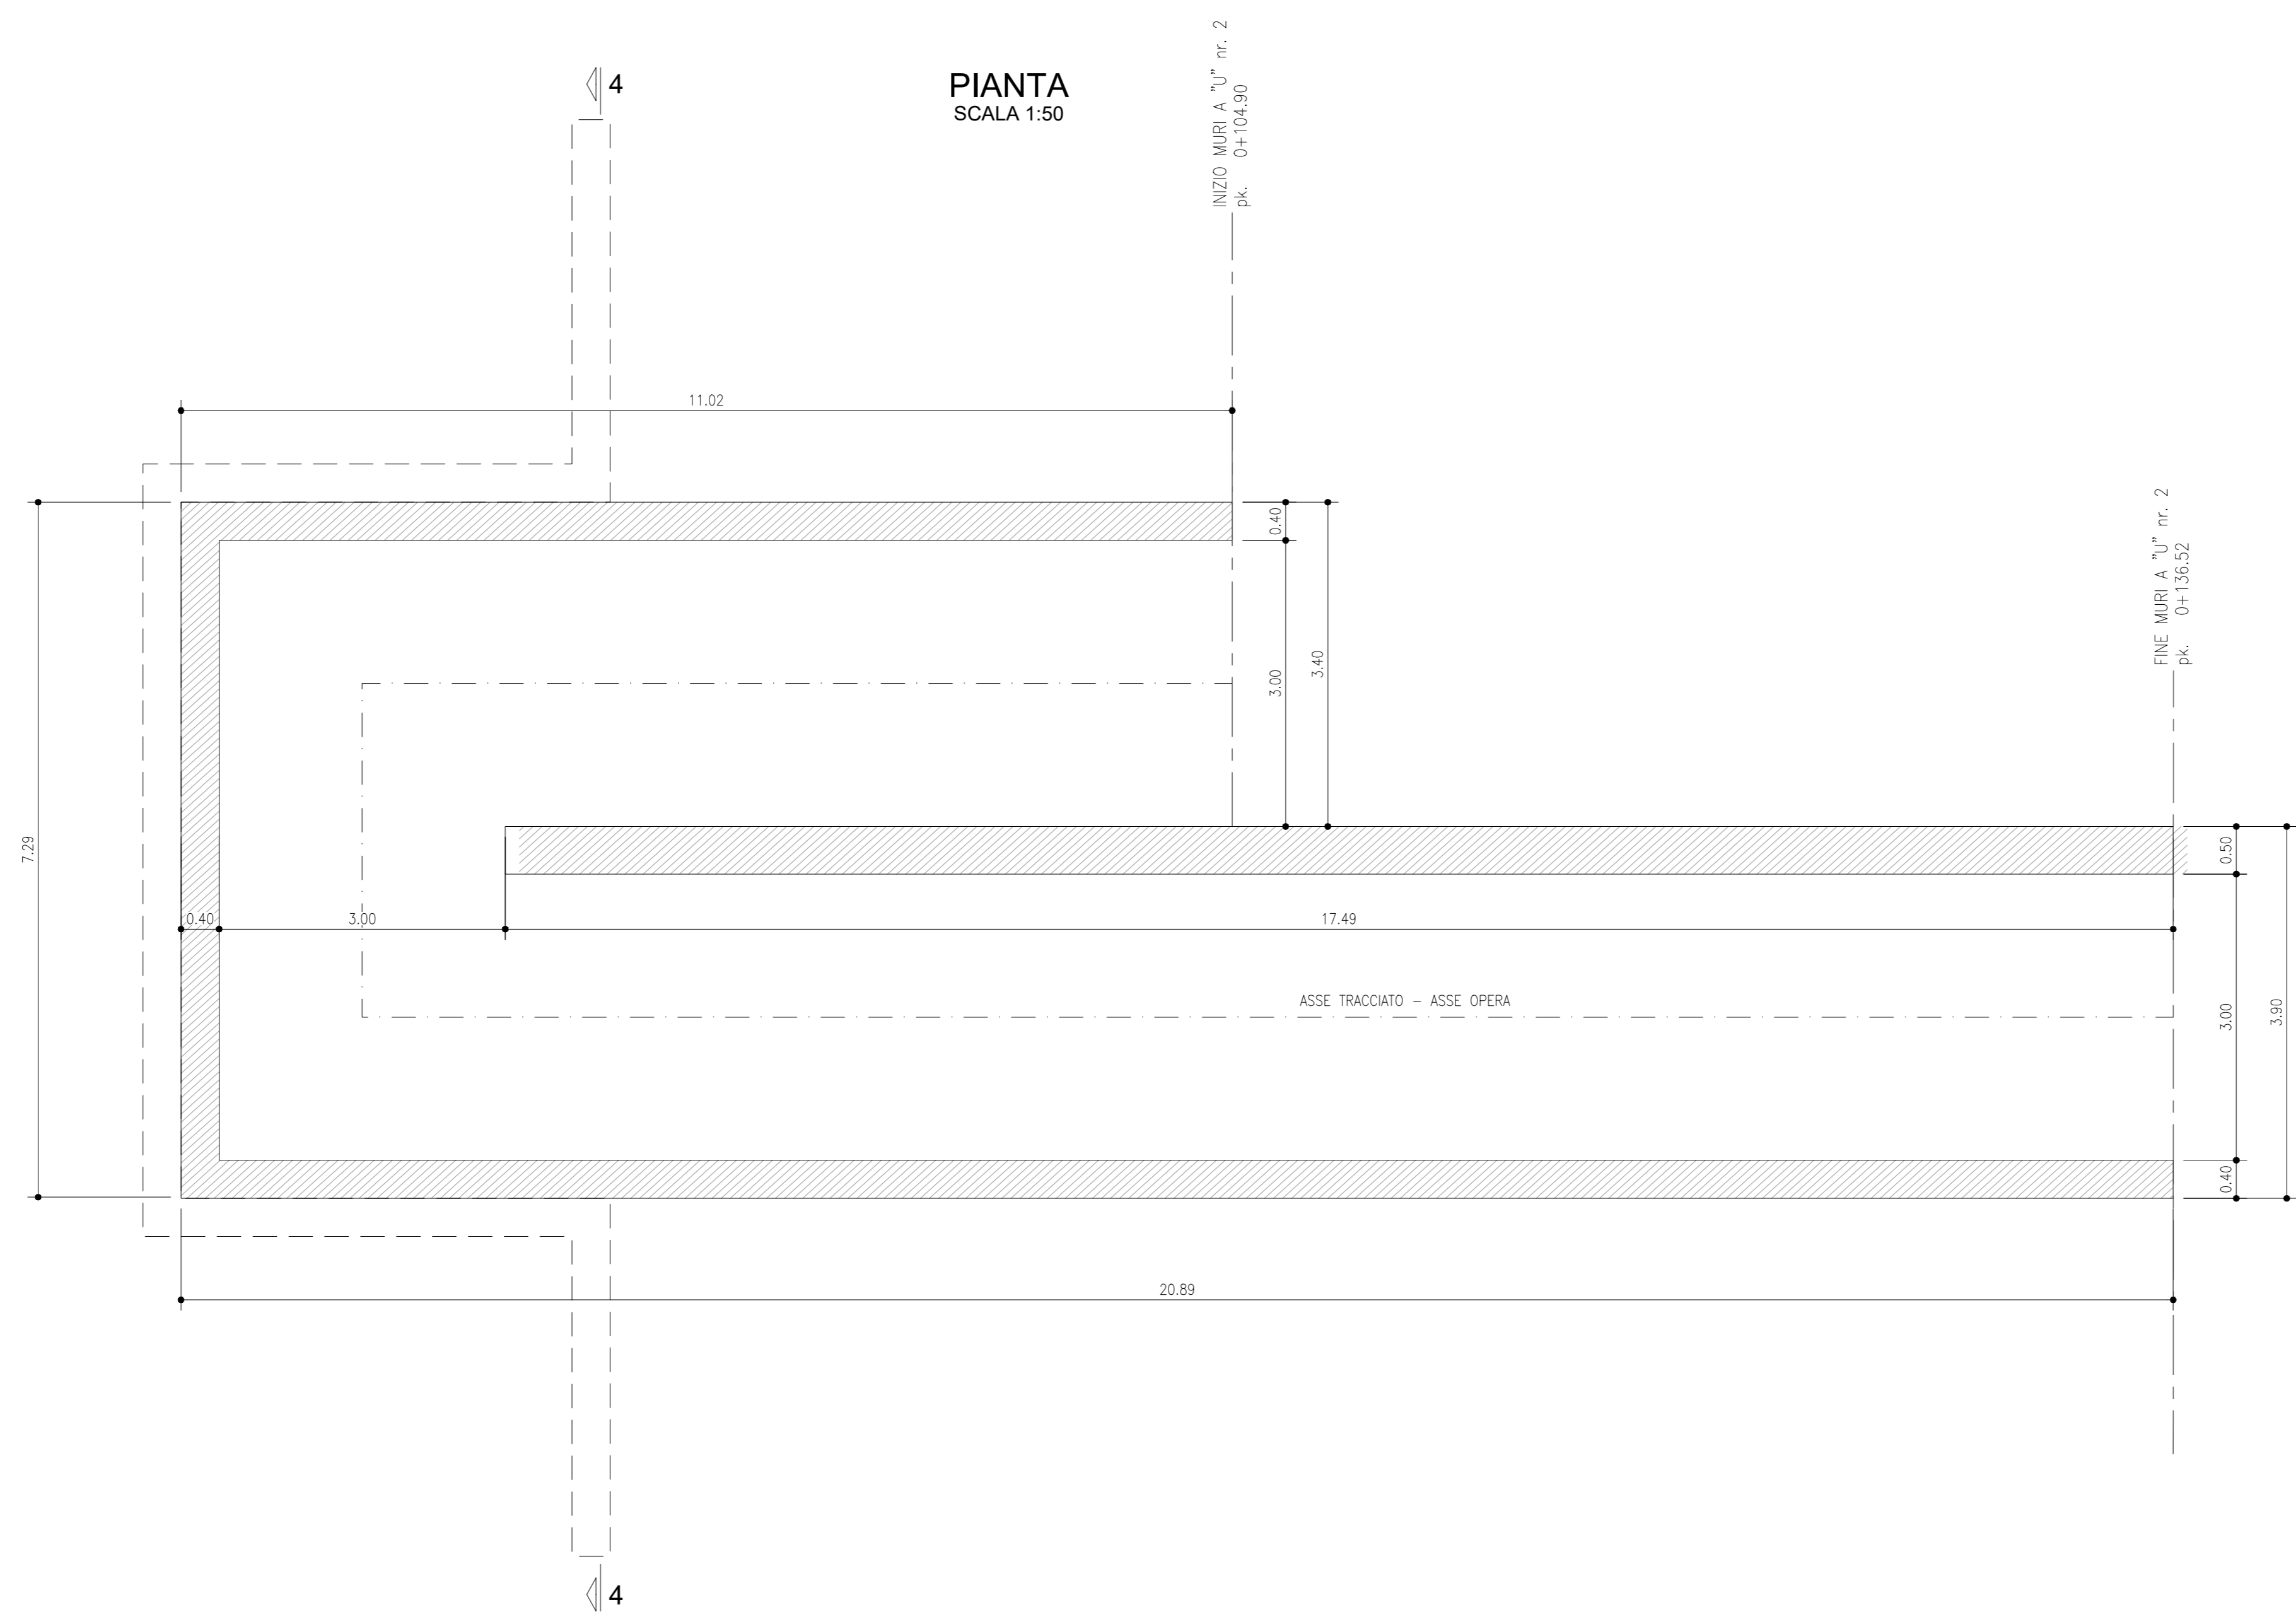 PIANTA
SCALA 1:50
4
INIZIO MURI A "U" nr. 2
pk. 0+104.90
11.02
0.40
3.00
3.40
FINE MURI A "U" nr. 2
pk. 0+136.52
7.29
0.40
3.00
17.49
0.50
3.00
3.90
0.40
ASSE TRACCIATO – ASSE OPERA
20.89
4